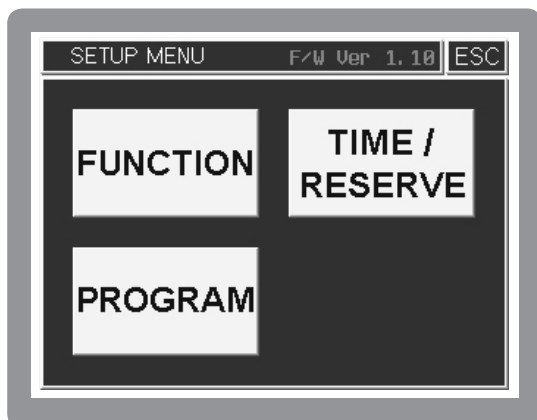 SETUP MENU F/W Ver 1.10 ESC
FUNCTION
TIME /
RESERVE
PROGRAM